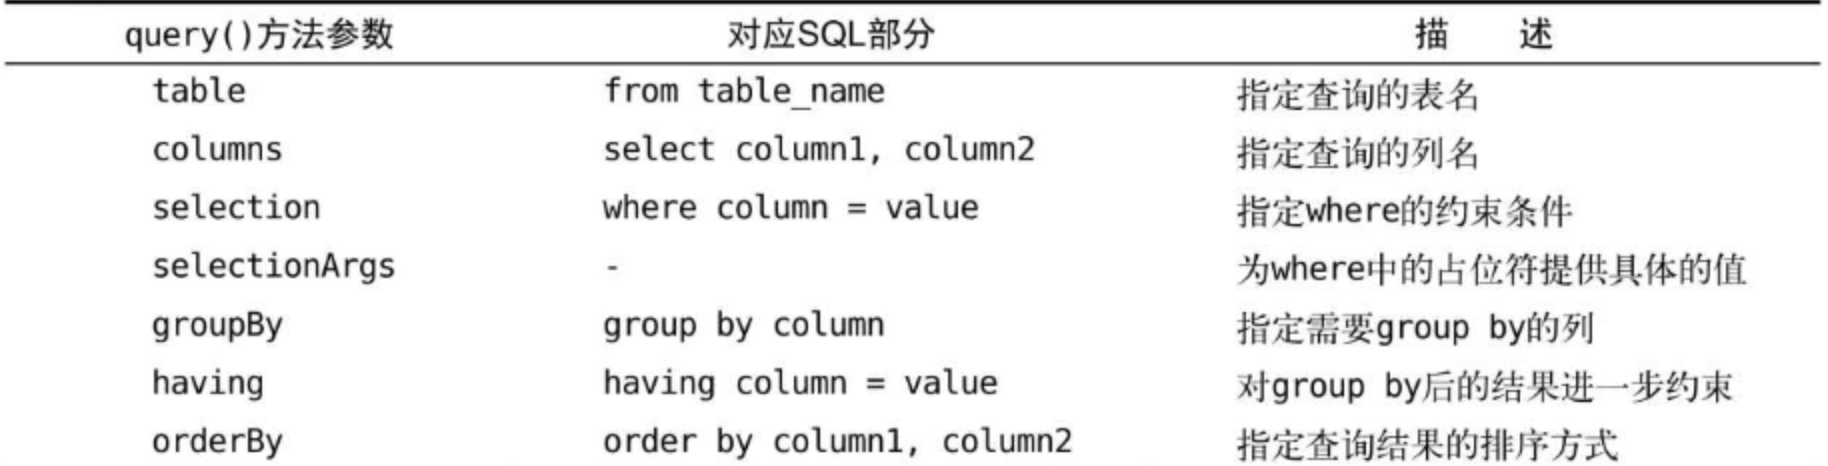 query()方法参数 对应SQL部分 描 述
table from table_name 指定查询的表名
columns select column1, column2 指定查询的列名
selection where column = value 指定where的约束条件
selectionArgs - 为where中的占位符提供具体的值
groupBy group by column 指定需要group by的列
having having column = value 对group by后的结果进一步约束
orderBy order by column1, column2 指定查询结果的排序方式